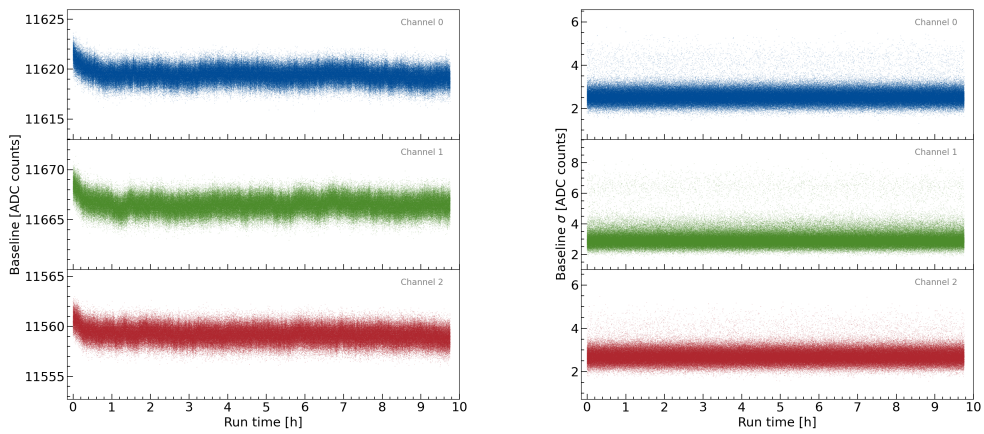 Baseline [ADC counts]
11625
11620
11615
Channel 0
11670
11665
Channel 1
11565
11560
11555
Channel 2
0 1 2 3 4 5 6 7 8 9 10
Run time [h]
Baseline σ [ADC counts]
6
4
2
Channel 0
8
6
4
2
Channel 1
6
4
2
Channel 2
0 1 2 3 4 5 6 7 8 9 10
Run time [h]